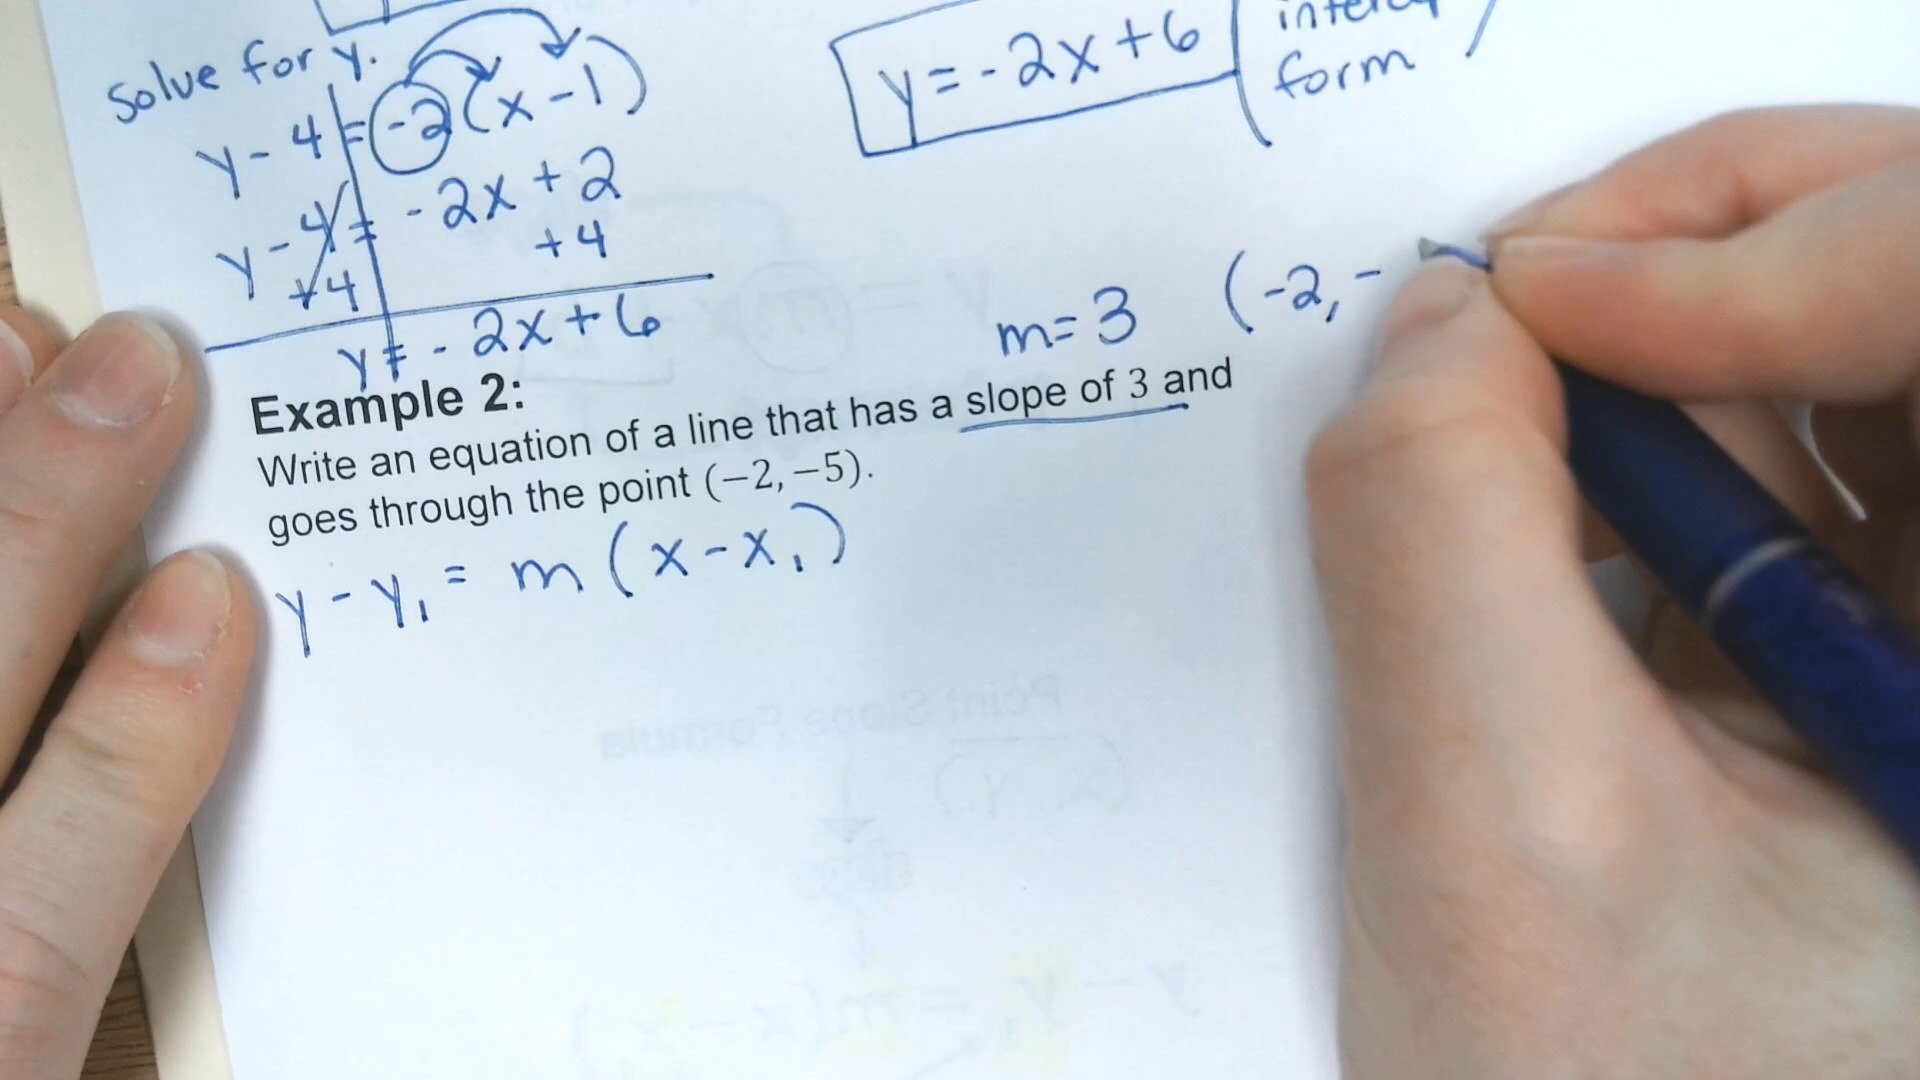 Solve for y.
y - 4 = -2(x - 1)
y - 4 = -2x + 2
+4 +4
y = -2x + 6
y = -2x + 6
form
m = 3 (-2, -
Example 2:
Write an equation of a line that has a slope of 3 and
goes through the point (−2, −5).
y - y₁ = m(x - x₁)